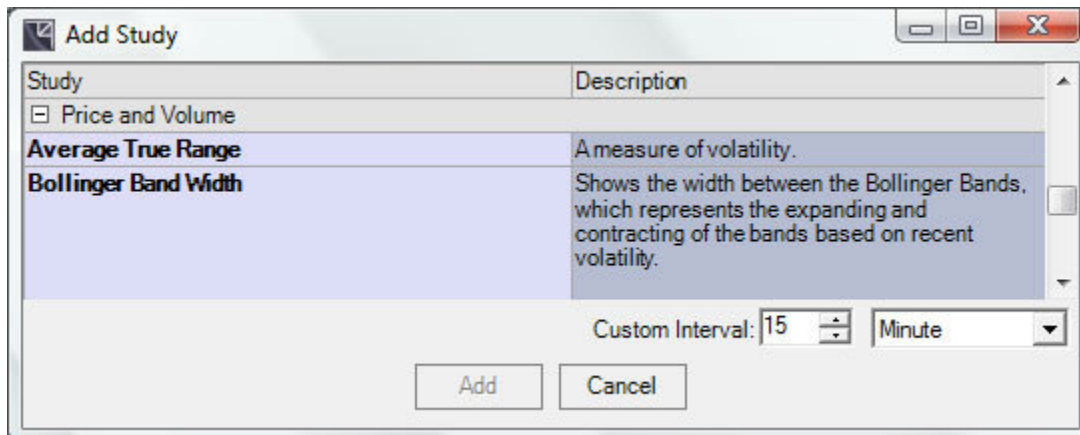 Add Study
Study Description
Price and Volume
Average True Range A measure of volatility.
Bollinger Band Width Shows the width between the Bollinger Bands,
which represents the expanding and
contracting of the bands based on recent
volatility.
Custom Interval: 15 Minute
Add Cancel